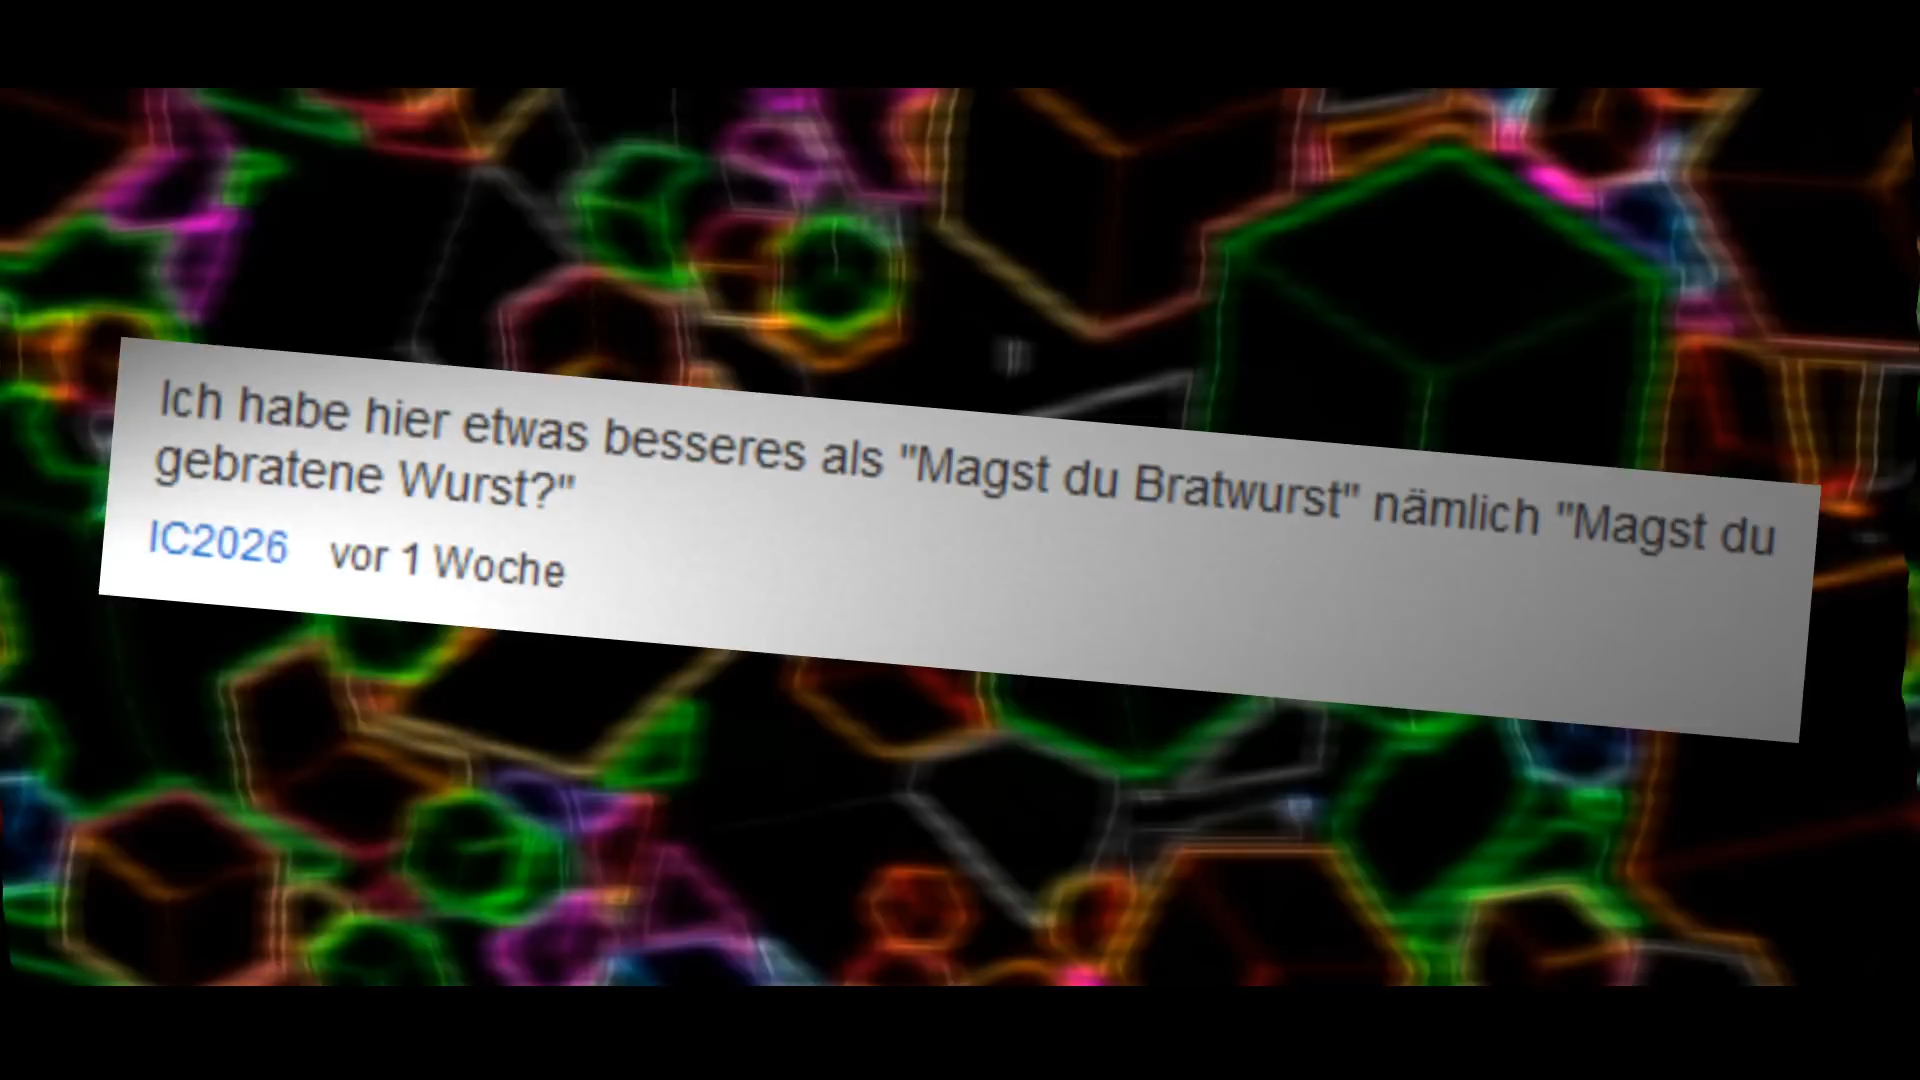 Ich habe hier etwas besseres als "Magst du Bratwurst" nämlich "Magst du
gebratene Wurst?"
IC2026 vor 1 Woche